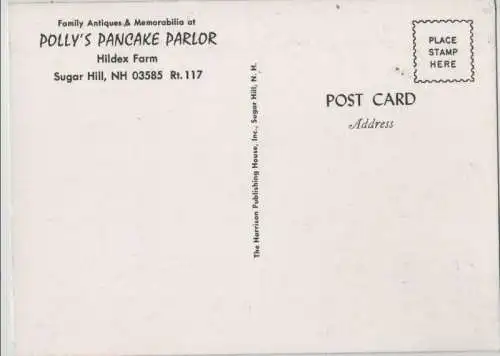 Family Antiques & Memorabilia at
POLLY'S PANCAKE PARLOR
Hildex Farm
Sugar Hill, NH 03585 Rt. 117
The Harrison Publishing House, Inc., Sugar Hill, N. H.
PLACE
STAMP
HERE
POST CARD
Address